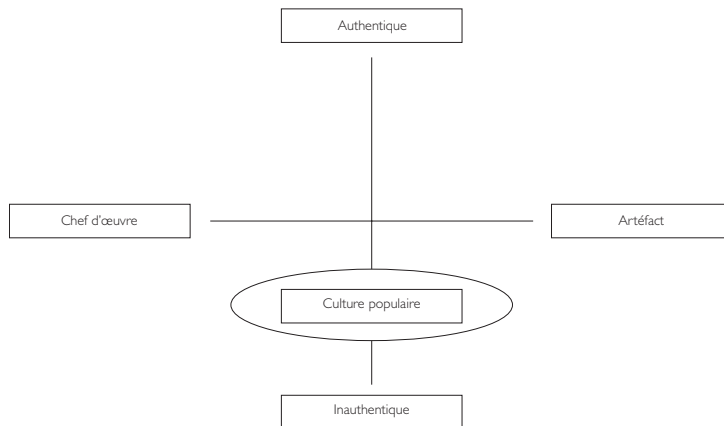 Authentique
Chef d'œuvre
Artéfact
Culture populaire
Inauthentique